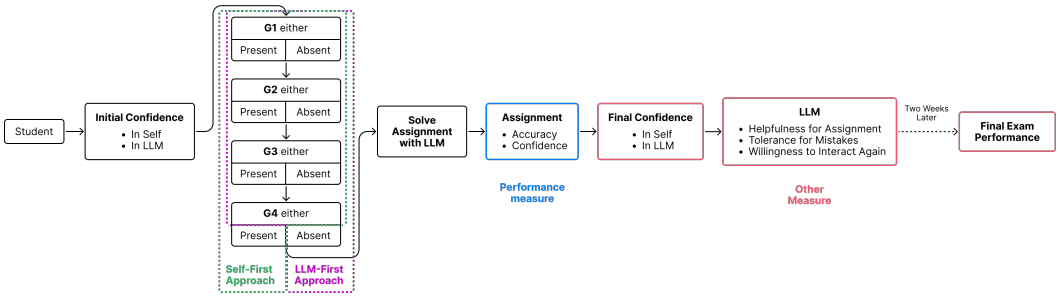 Student
Initial Confidence
• In Self
• In LLM
G1 either
Present Absent
G2 either
Present Absent
G3 either
Present Absent
G4 either
Present Absent
Self-First
Approach
LLM-First
Approach
Solve
Assignment
with LLM
Assignment
• Accuracy
• Confidence
Performance
measure
Final Confidence
• In Self
• In LLM
LLM
• Helpfulness for Assignment
• Tolerance for Mistakes
• Willingness to Interact Again
Other
Measure
Two Weeks
Later
Final Exam
Performance